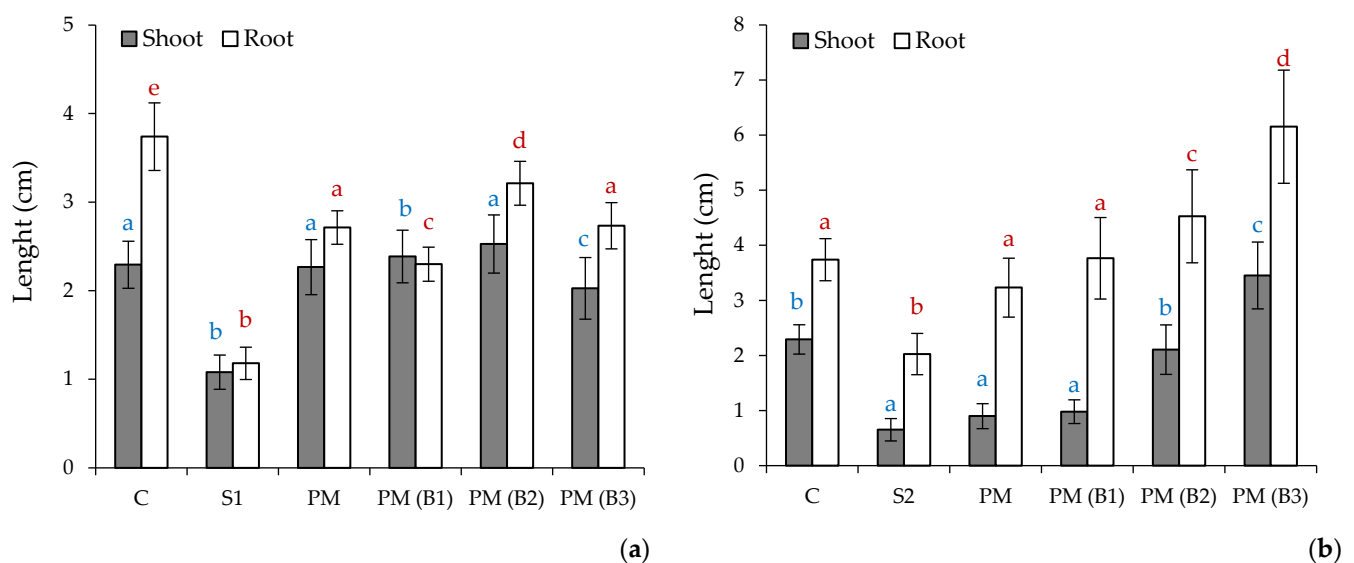 Shoot Root
Lenght (cm)
5
4
3
2
1
0
e
a
b b
a a
b c
a d
c a
C S1 PM PM (B1) PM (B2) PM (B3)
(a)
Shoot Root
Lenght (cm)
8
7
6
5
4
3
2
1
0
b a
a b
a a
a a
b c
c d
C S2 PM PM (B1) PM (B2) PM (B3)
(b)